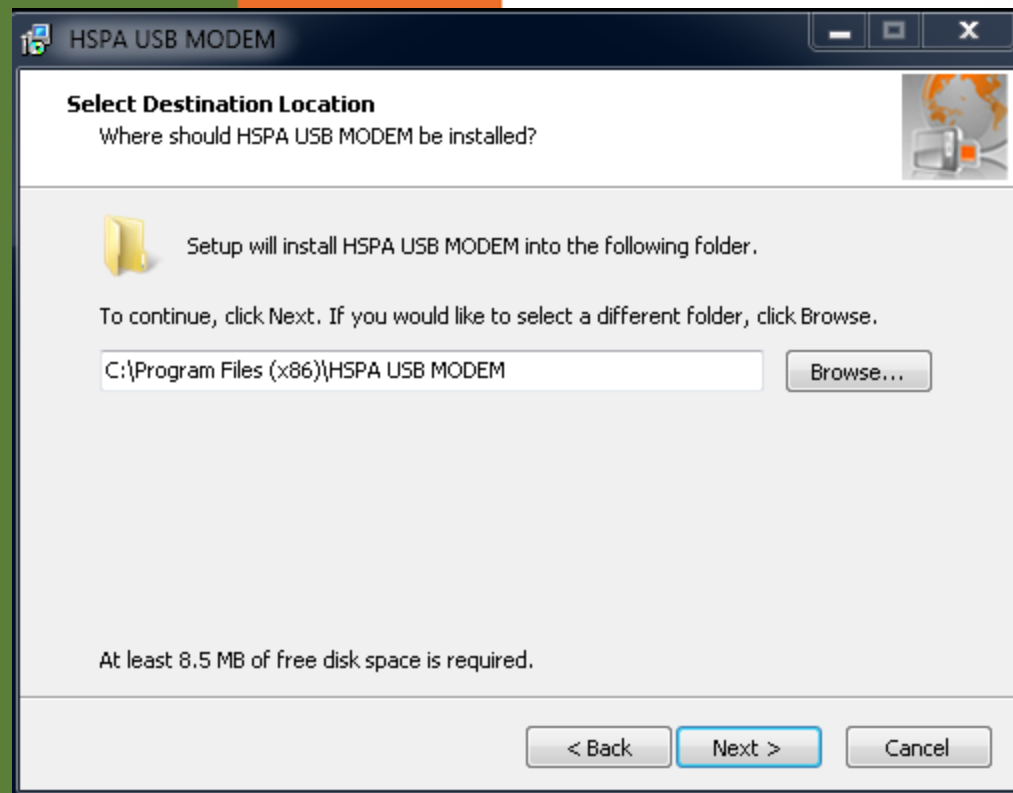 HSPA USB MODEM
Select Destination Location
Where should HSPA USB MODEM be installed?
Setup will install HSPA USB MODEM into the following folder.
To continue, click Next. If you would like to select a different folder, click Browse.
C:\Program Files (x86)\HSPA USB MODEM
Browse...
At least 8.5 MB of free disk space is required.
< Back
Next >
Cancel